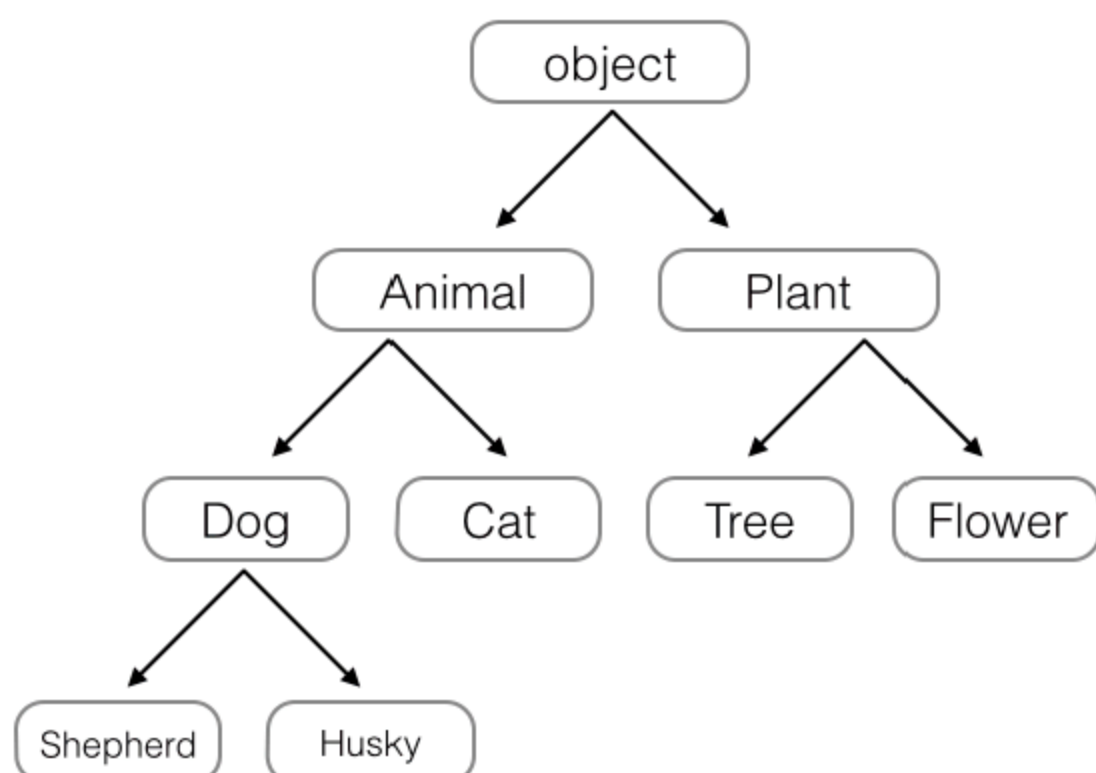 object
Animal
Plant
Dog
Cat
Tree
Flower
Shepherd
Husky